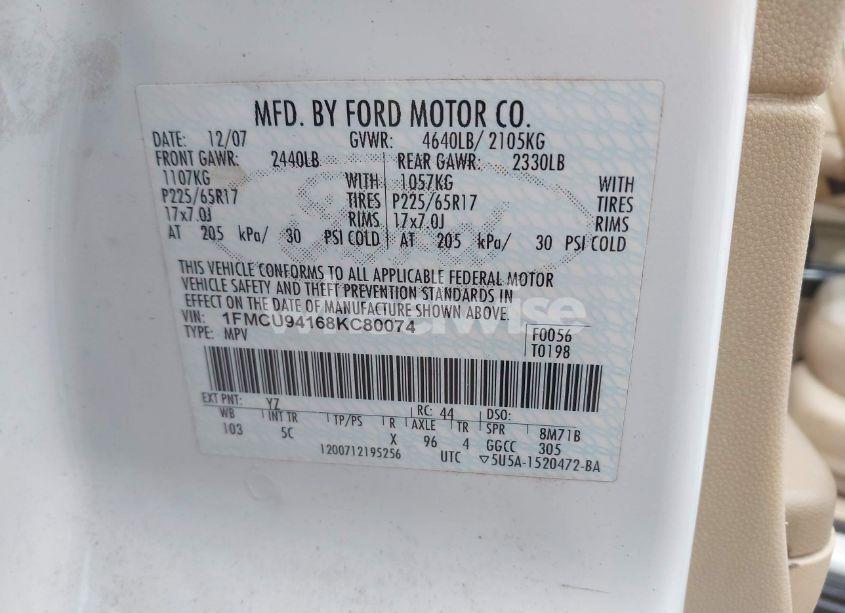 MFD. BY FORD MOTOR CO.
DATE: 12/07 GVWR: 4640LB/ 2105KG
FRONT GAWR: 2440LB REAR GAWR: 2330LB
1107KG WITH 1057KG WITH
P225/65R17 TIRES P225/65R17 TIRES
17x7.0J RIMS 17x7.0J RIMS
AT 205 kPa/ 30 PSI COLD AT 205 kPa/ 30 PSI COLD
THIS VEHICLE CONFORMS TO ALL APPLICABLE FEDERAL MOTOR
VEHICLE SAFETY AND THEFT PREVENTION STANDARDS IN
EFFECT ON THE DATE OF MANUFACTURE SHOWN ABOVE.
VIN: 1FMCU94168KC80074
TYPE: MPV
F0056
T0198
EXT PNT: YZ RC: 44 DSO:
WB INT TR TP/PS R AXLE TR SPR 8M71B
103 5C X 96 4 GGCC 305
1200712195256 UTC ▽5U5A-1520472-BA